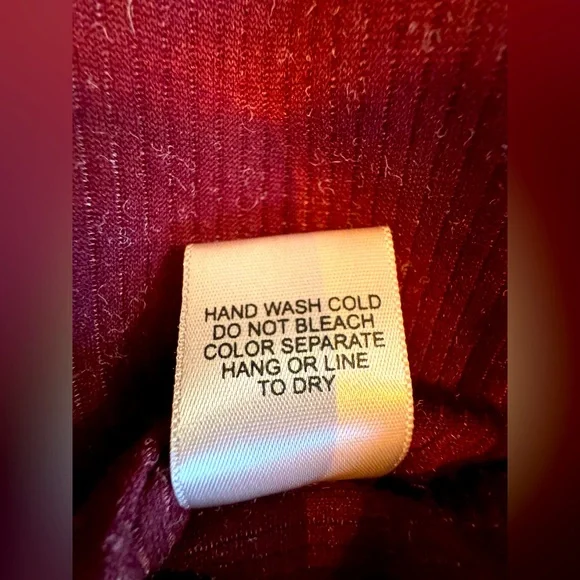 HAND WASH COLD
DO NOT BLEACH
COLOR SEPARATE
HANG OR LINE
TO DRY